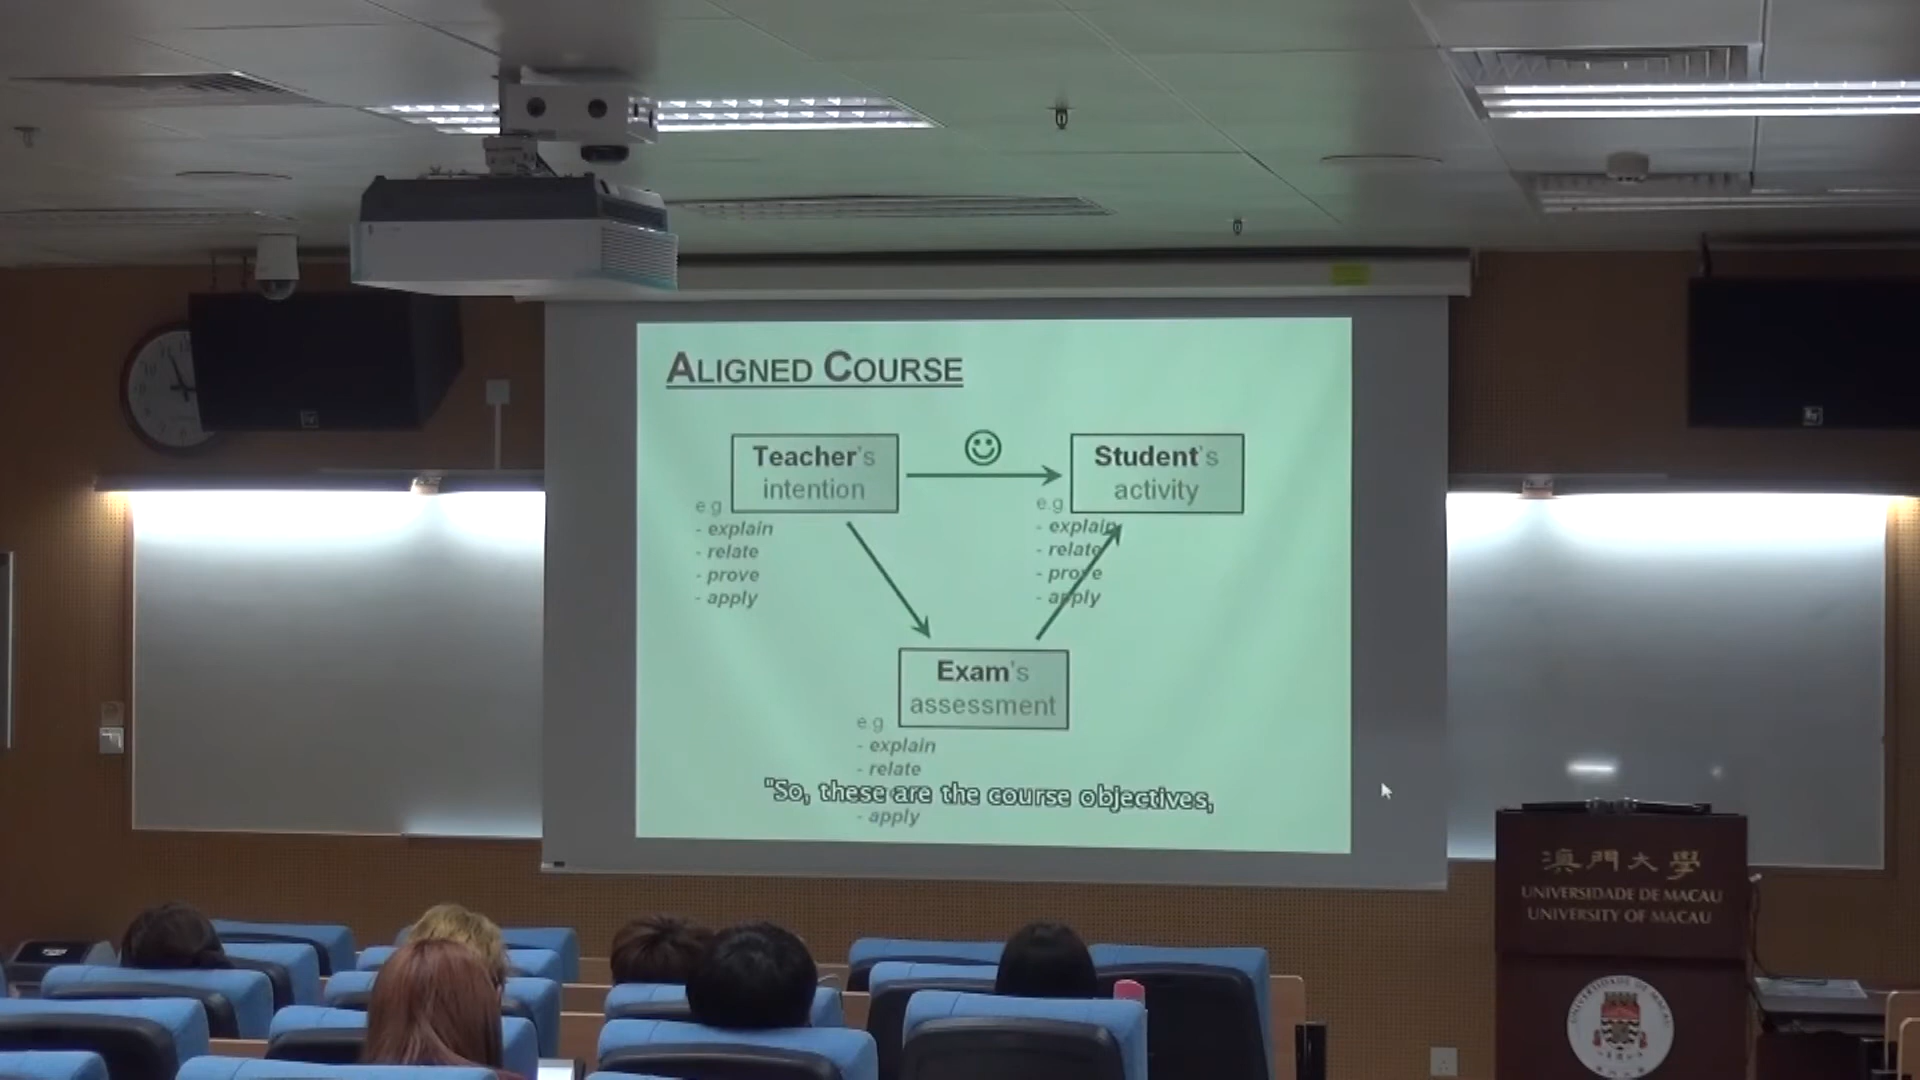 ALIGNED COURSE
Teacher's
intention
e.g
- explain
- relate
- prove
- apply
Student's
activity
e.g
- explain
- relate
- prove
- apply
Exam's
assessment
e g
- explain
- relate
"So, these are the course objectives,
- apply
澳門大學
UNIVERSIDADE DE MACAU
UNIVERSITY OF MACAU